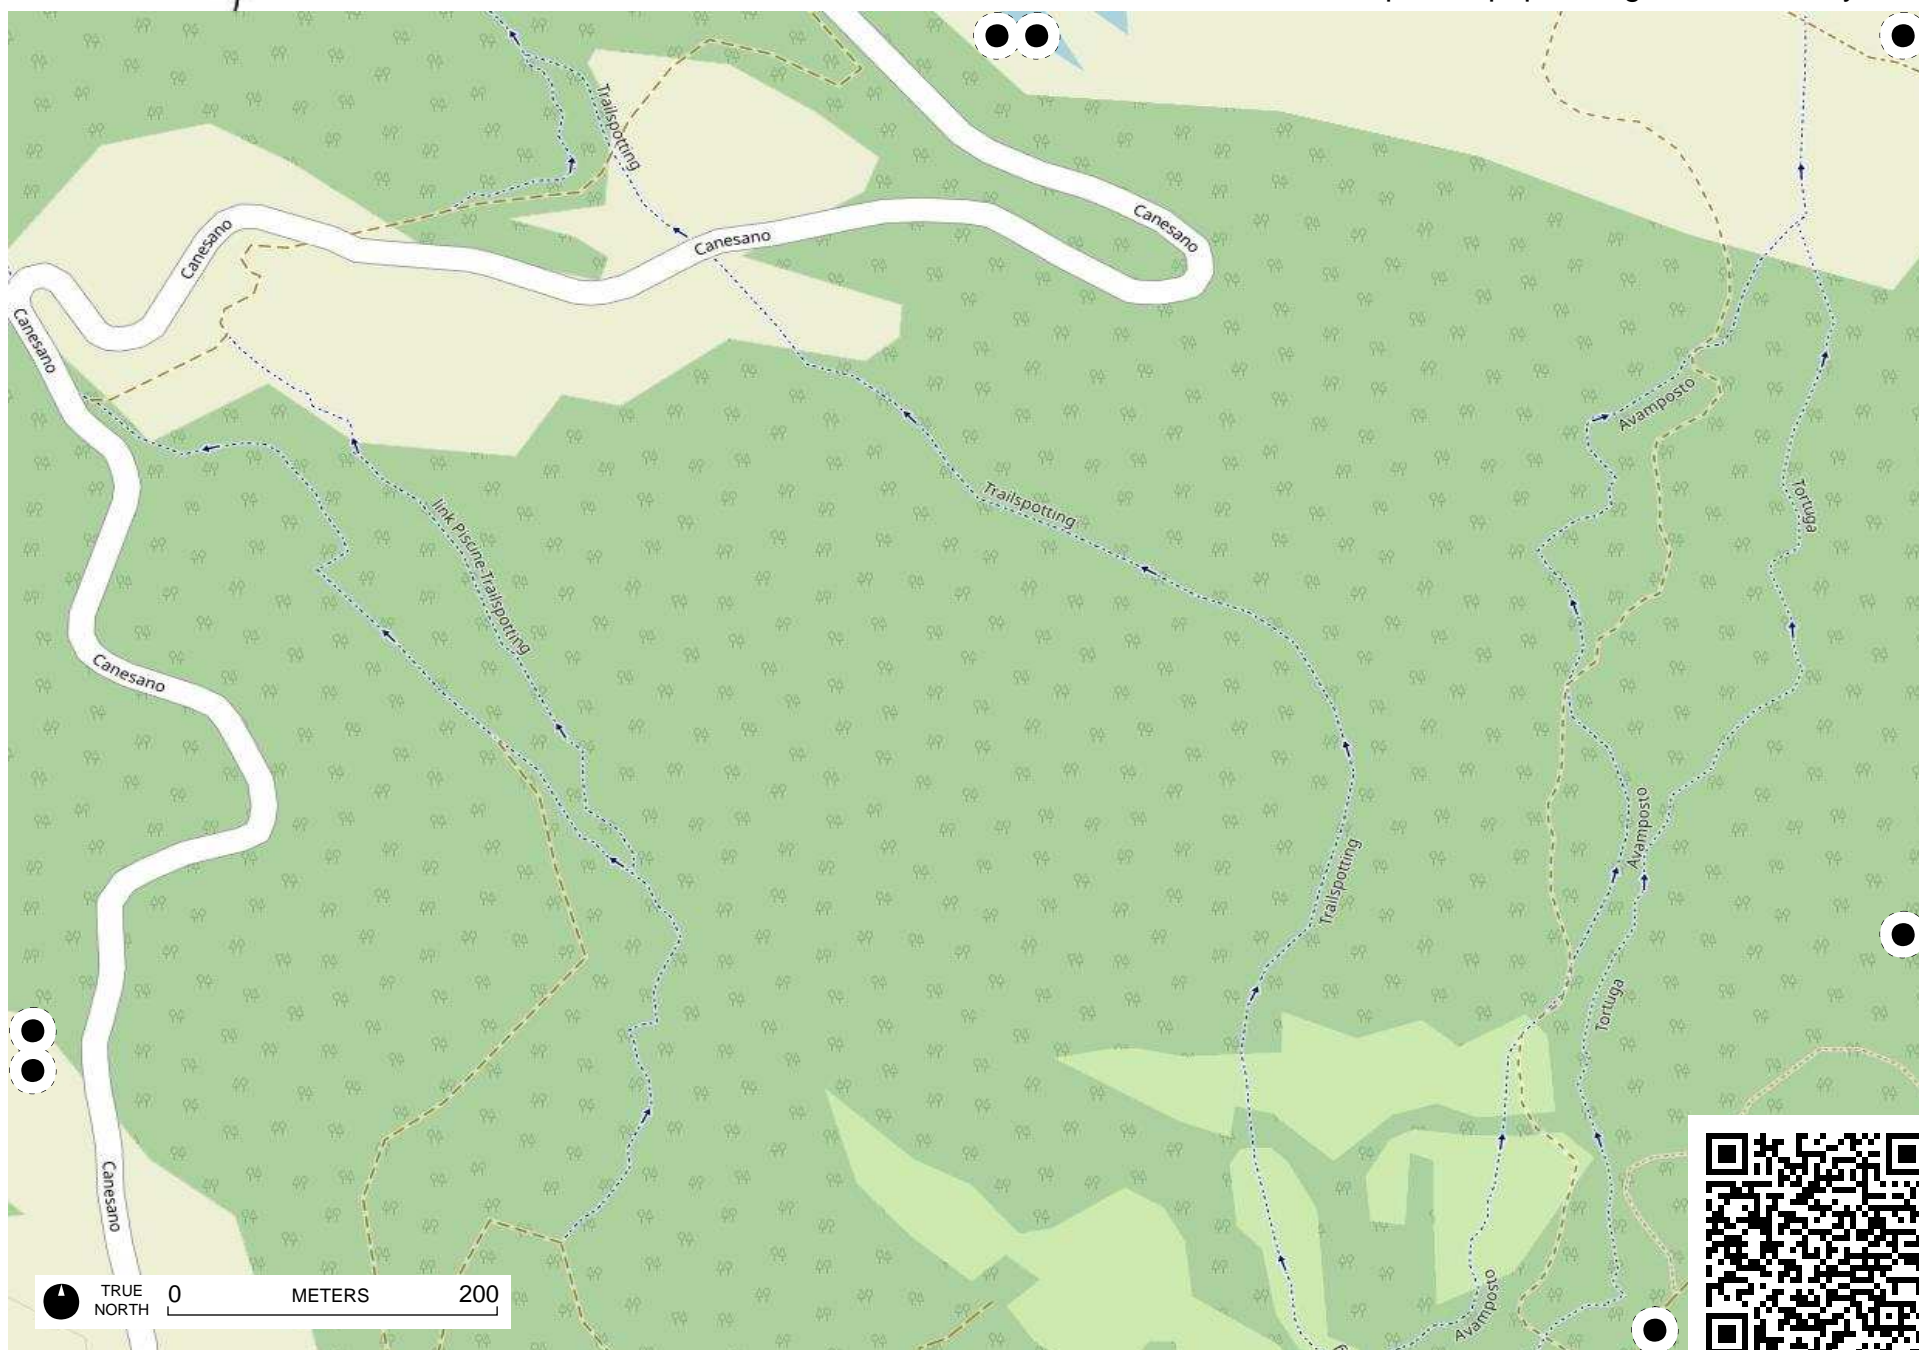 Trailspotting
Canesano
Canesano
Canesano
Canesano
Avamposto
Trailspotting
Tortuga
link Piscine-Trailspotting
Canesano
Avamposto
Trailspotting
Tortuga
Canesano
Avamposto
TRUE
NORTH
0 METERS 200